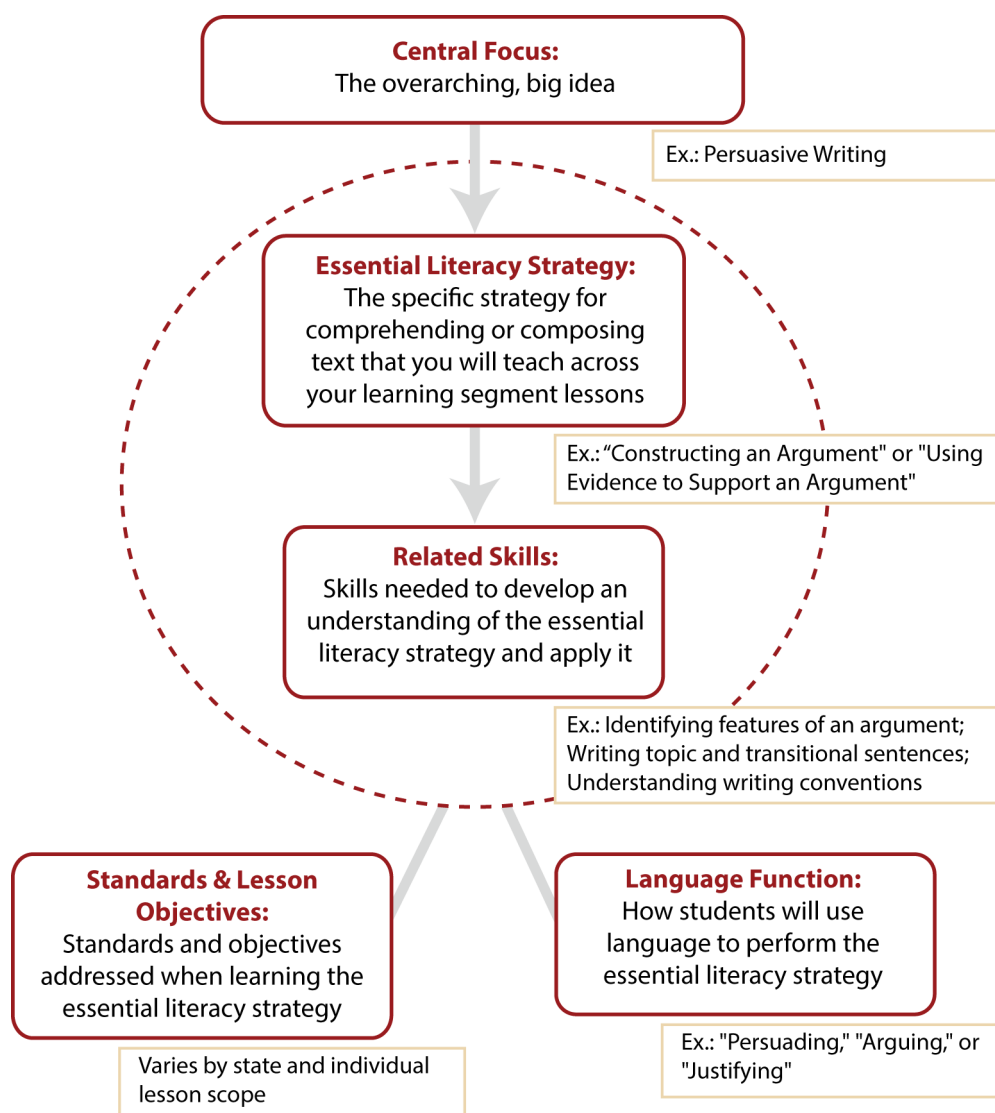 Central Focus:
The overarching, big idea
Ex.: Persuasive Writing
Essential Literacy Strategy:
The specific strategy for
comprehending or composing
text that you will teach across
your learning segment lessons
Ex.: “Constructing an Argument" or "Using
Evidence to Support an Argument"
Related Skills:
Skills needed to develop an
understanding of the essential
literacy strategy and apply it
Ex.: Identifying features of an argument;
Writing topic and transitional sentences;
Understanding writing conventions
Standards & Lesson
Objectives:
Standards and objectives
addressed when learning the
essential literacy strategy
Varies by state and individual
lesson scope
Language Function:
How students will use
language to perform the
essential literacy strategy
Ex.: "Persuading," "Arguing," or
"Justifying"